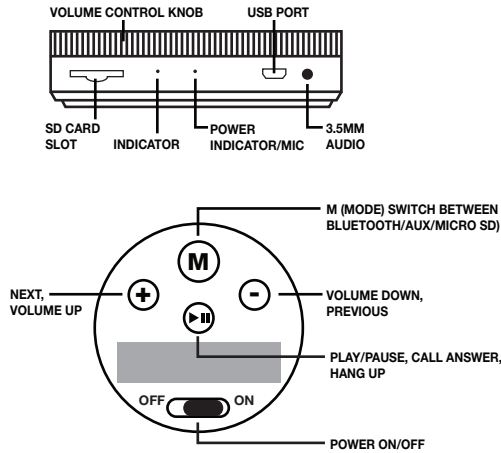 VOLUME CONTROL KNOB
USB PORT
SD CARD
SLOT
INDICATOR
POWER
INDICATOR/MIC
3.5MM
AUDIO
M (MODE) SWITCH BETWEEN
BLUETOOTH/AUX/MICRO SD)
M
+
-
NEXT,
VOLUME UP
VOLUME DOWN,
PREVIOUS
PLAY/PAUSE, CALL ANSWER,
HANG UP
OFF
ON
POWER ON/OFF